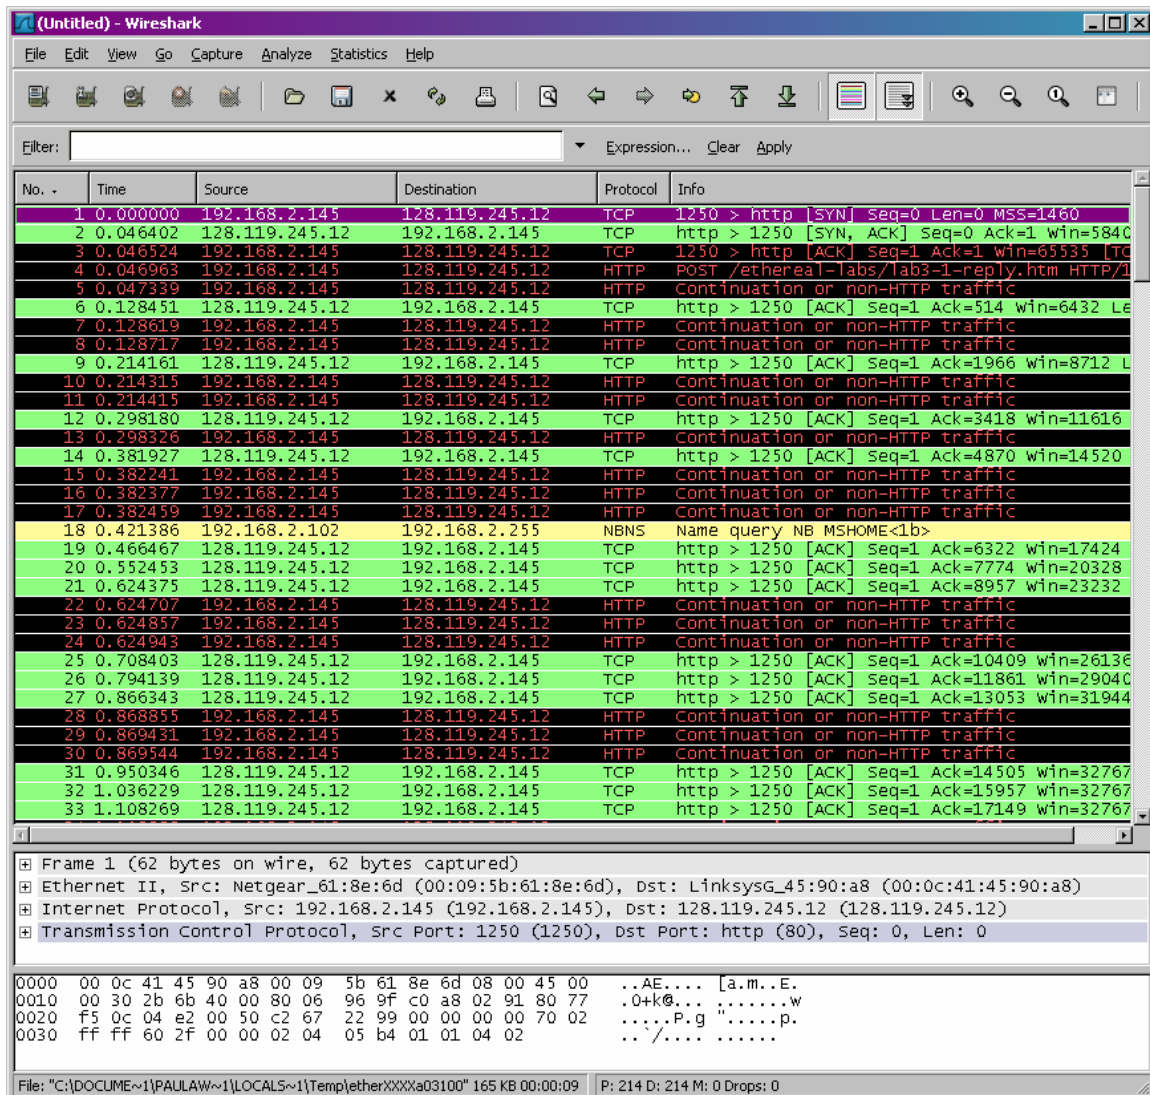 (Untitled) - Wireshark
File Edit View Go Capture Analyze Statistics Help
Filter: Expression... Clear Apply
No. Time Source Destination Protocol Info
1 0.000000 192.168.2.145 128.119.245.12 TCP 1250 > http [SYN] Seq=0 Len=0 MSS=1460
2 0.046402 128.119.245.12 192.168.2.145 TCP http > 1250 [SYN, ACK] Seq=0 Ack=1 Win=5840
3 0.046524 192.168.2.145 128.119.245.12 TCP 1250 > http [ACK] Seq=1 Ack=1 Win=65535 [TC
4 0.046963 192.168.2.145 128.119.245.12 HTTP POST /ethereal-labs/lab3-1-reply.htm HTTP/1
5 0.047339 192.168.2.145 128.119.245.12 HTTP Continuation or non-HTTP traffic
6 0.128451 128.119.245.12 192.168.2.145 TCP http > 1250 [ACK] Seq=1 Ack=514 Win=6432 Le
7 0.128619 192.168.2.145 128.119.245.12 HTTP Continuation or non-HTTP traffic
8 0.128717 192.168.2.145 128.119.245.12 HTTP Continuation or non-HTTP traffic
9 0.214161 128.119.245.12 192.168.2.145 TCP http > 1250 [ACK] Seq=1 Ack=1966 Win=8712 L
10 0.214315 192.168.2.145 128.119.245.12 HTTP Continuation or non-HTTP traffic
11 0.214415 192.168.2.145 128.119.245.12 HTTP Continuation or non-HTTP traffic
12 0.298180 128.119.245.12 192.168.2.145 TCP http > 1250 [ACK] Seq=1 Ack=3418 Win=11616
13 0.298326 192.168.2.145 128.119.245.12 HTTP Continuation or non-HTTP traffic
14 0.381927 128.119.245.12 192.168.2.145 TCP http > 1250 [ACK] Seq=1 Ack=4870 Win=14520
15 0.382241 192.168.2.145 128.119.245.12 HTTP Continuation or non-HTTP traffic
16 0.382377 192.168.2.145 128.119.245.12 HTTP Continuation or non-HTTP traffic
17 0.382459 192.168.2.145 128.119.245.12 HTTP Continuation or non-HTTP traffic
18 0.421386 192.168.2.102 192.168.2.255 NBNS Name query NB MSHOME<1b>
19 0.466467 128.119.245.12 192.168.2.145 TCP http > 1250 [ACK] Seq=1 Ack=6322 Win=17424
20 0.552453 128.119.245.12 192.168.2.145 TCP http > 1250 [ACK] Seq=1 Ack=7774 Win=20328
21 0.624375 128.119.245.12 192.168.2.145 TCP http > 1250 [ACK] Seq=1 Ack=8957 Win=23232
22 0.624707 192.168.2.145 128.119.245.12 HTTP Continuation or non-HTTP traffic
23 0.624857 192.168.2.145 128.119.245.12 HTTP Continuation or non-HTTP traffic
24 0.624943 192.168.2.145 128.119.245.12 HTTP Continuation or non-HTTP traffic
25 0.708403 128.119.245.12 192.168.2.145 TCP http > 1250 [ACK] Seq=1 Ack=10409 Win=26136
26 0.794139 128.119.245.12 192.168.2.145 TCP http > 1250 [ACK] Seq=1 Ack=11861 Win=29040
27 0.866343 128.119.245.12 192.168.2.145 TCP http > 1250 [ACK] Seq=1 Ack=13053 Win=31944
28 0.868855 192.168.2.145 128.119.245.12 HTTP Continuation or non-HTTP traffic
29 0.869431 192.168.2.145 128.119.245.12 HTTP Continuation or non-HTTP traffic
30 0.869544 192.168.2.145 128.119.245.12 HTTP Continuation or non-HTTP traffic
31 0.950346 128.119.245.12 192.168.2.145 TCP http > 1250 [ACK] Seq=1 Ack=14505 Win=32767
32 1.036229 128.119.245.12 192.168.2.145 TCP http > 1250 [ACK] Seq=1 Ack=15957 Win=32767
33 1.108269 128.119.245.12 192.168.2.145 TCP http > 1250 [ACK] Seq=1 Ack=17149 Win=32767
Frame 1 (62 bytes on wire, 62 bytes captured)
Ethernet II, Src: Netgear_61:8e:6d (00:09:5b:61:8e:6d), Dst: LinksysG_45:90:a8 (00:0c:41:45:90:a8)
Internet Protocol, Src: 192.168.2.145 (192.168.2.145), Dst: 128.119.245.12 (128.119.245.12)
Transmission Control Protocol, Src Port: 1250 (1250), Dst Port: http (80), Seq: 0, Len: 0
0000 00 0c 41 45 90 a8 00 09 5b 61 8e 6d 08 00 45 00 ..AE.... [a.m..E.
0010 00 30 2b 6b 40 00 80 06 96 9f c0 a8 02 91 80 77 .0+k@... .......w
0020 f5 0c 04 e2 00 50 c2 67 22 99 00 00 00 00 70 02 .....P.g ".....p.
0030 ff ff 60 2f 00 00 02 04 05 b4 01 01 04 02 ..`/.... ......
File: "C:\DOCUME~1\PAULAW~1\LOCALS~1\Temp\etherXXXXa03100" 165 KB 00:00:09 P: 214 D: 214 M: 0 Drops: 0